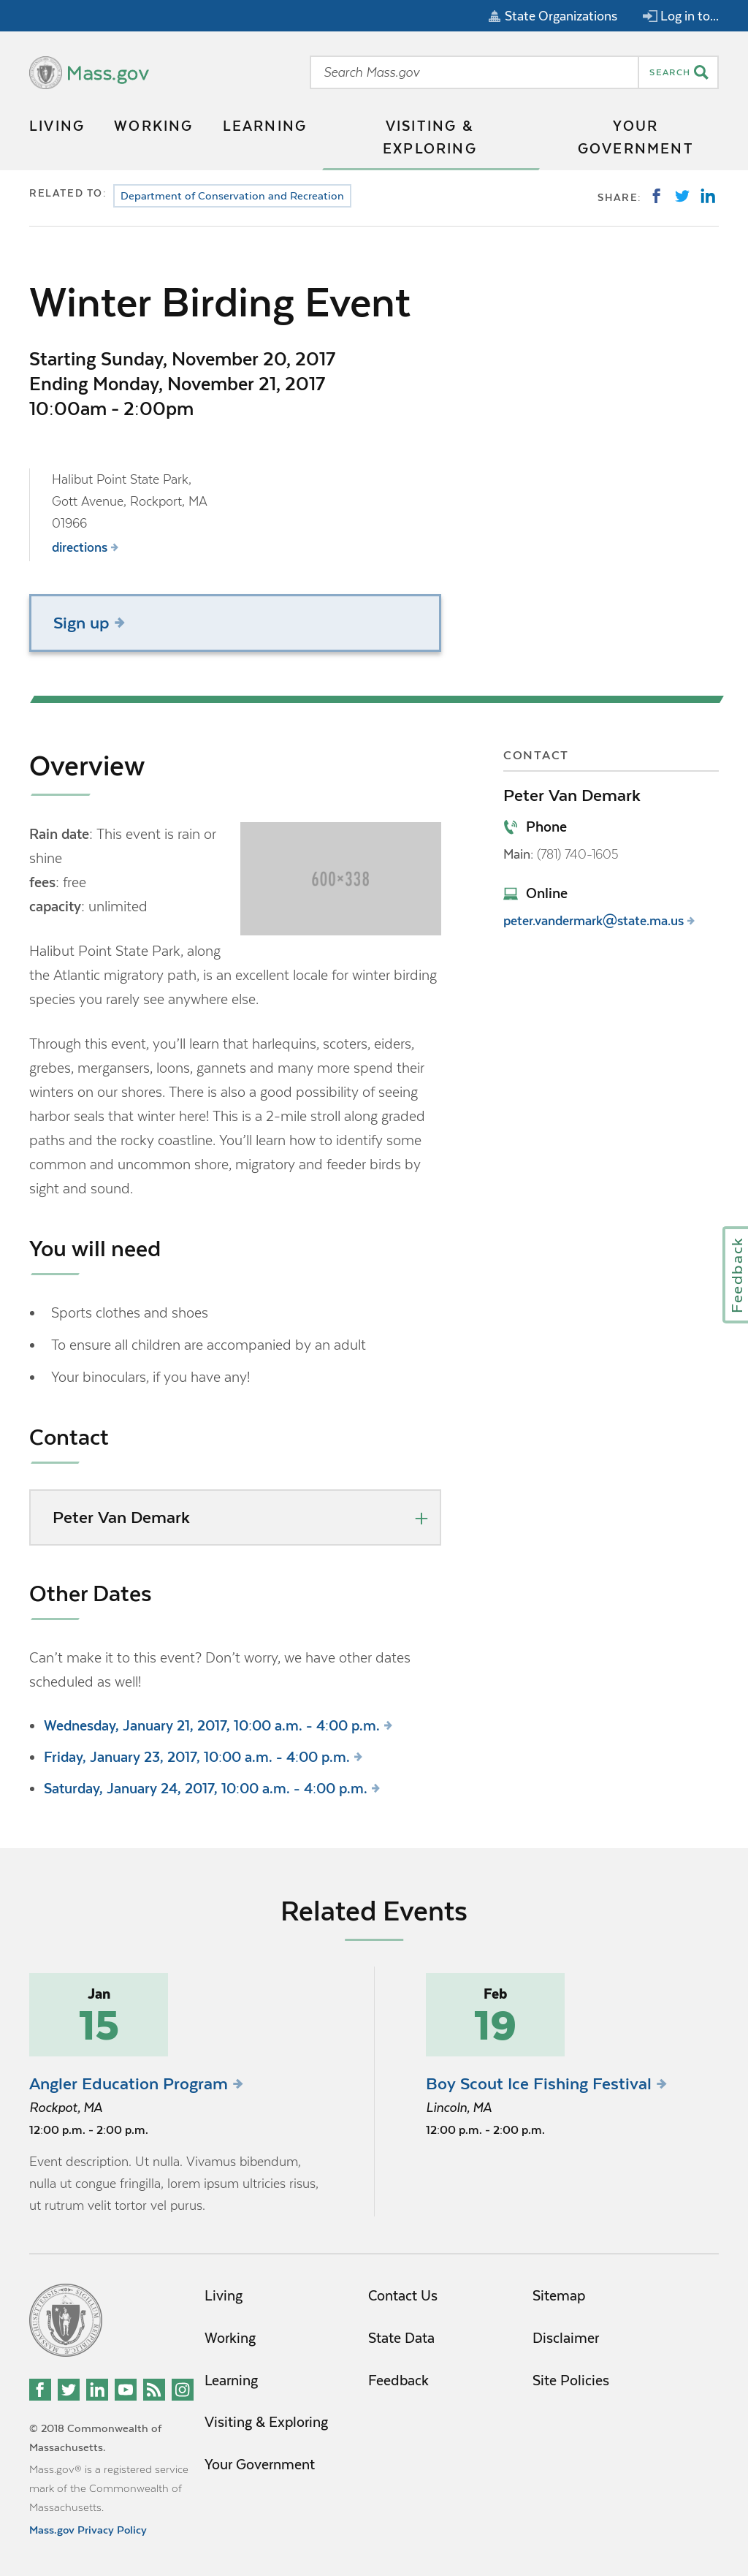 State Organizations
Log in to...
Mass.gov
Search Mass.gov
SEARCH
LIVING
WORKING
LEARNING
VISITING &
EXPLORING
YOUR
GOVERNMENT
RELATED TO:
Department of Conservation and Recreation
SHARE:
Winter Birding Event
Starting Sunday, November 20, 2017
Ending Monday, November 21, 2017
10:00am - 2:00pm
Halibut Point State Park,
Gott Avenue, Rockport, MA
01966
directions
Sign up
Overview
Rain date: This event is rain or
shine
fees: free
capacity: unlimited
600×338
Halibut Point State Park, along
the Atlantic migratory path, is an excellent locale for winter birding
species you rarely see anywhere else.
Through this event, you’ll learn that harlequins, scoters, eiders,
grebes, mergansers, loons, gannets and many more spend their
winters on our shores. There is also a good possibility of seeing
harbor seals that winter here! This is a 2-mile stroll along graded
paths and the rocky coastline. You’ll learn how to identify some
common and uncommon shore, migratory and feeder birds by
sight and sound.
CONTACT
Peter Van Demark
Phone
Main: (781) 740-1605
Online
peter.vandermark@state.ma.us
Feedback
You will need
• Sports clothes and shoes
• To ensure all children are accompanied by an adult
• Your binoculars, if you have any!
Contact
Peter Van Demark
Other Dates
Can’t make it to this event? Don’t worry, we have other dates
scheduled as well!
• Wednesday, January 21, 2017, 10:00 a.m. - 4:00 p.m.
• Friday, January 23, 2017, 10:00 a.m. - 4:00 p.m.
• Saturday, January 24, 2017, 10:00 a.m. - 4:00 p.m.
Related Events
Jan
15
Angler Education Program
Rockpot, MA
12:00 p.m. - 2:00 p.m.
Event description. Ut nulla. Vivamus bibendum,
nulla ut congue fringilla, lorem ipsum ultricies risus,
ut rutrum velit tortor vel purus.
Feb
19
Boy Scout Ice Fishing Festival
Lincoln, MA
12:00 p.m. - 2:00 p.m.
Living
Working
Learning
Visiting & Exploring
Your Government
Contact Us
State Data
Feedback
Sitemap
Disclaimer
Site Policies
© 2018 Commonwealth of
Massachusetts.
Mass.gov® is a registered service
mark of the Commonwealth of
Massachusetts.
Mass.gov Privacy Policy